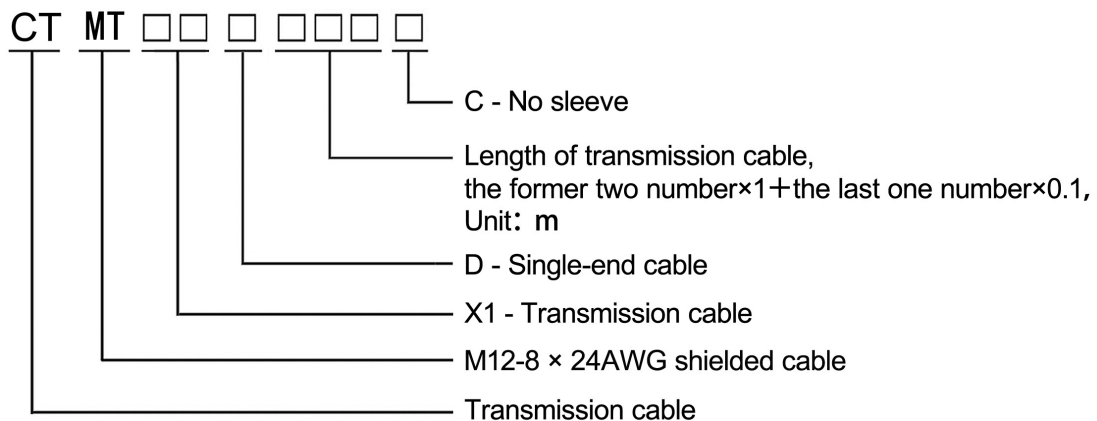 CT MT □□ □ □□□ □
C - No sleeve
Length of transmission cable,
the former two number×1＋the last one number×0.1,
Unit： m
D - Single-end cable
X1 - Transmission cable
M12-8 × 24AWG shielded cable
Transmission cable